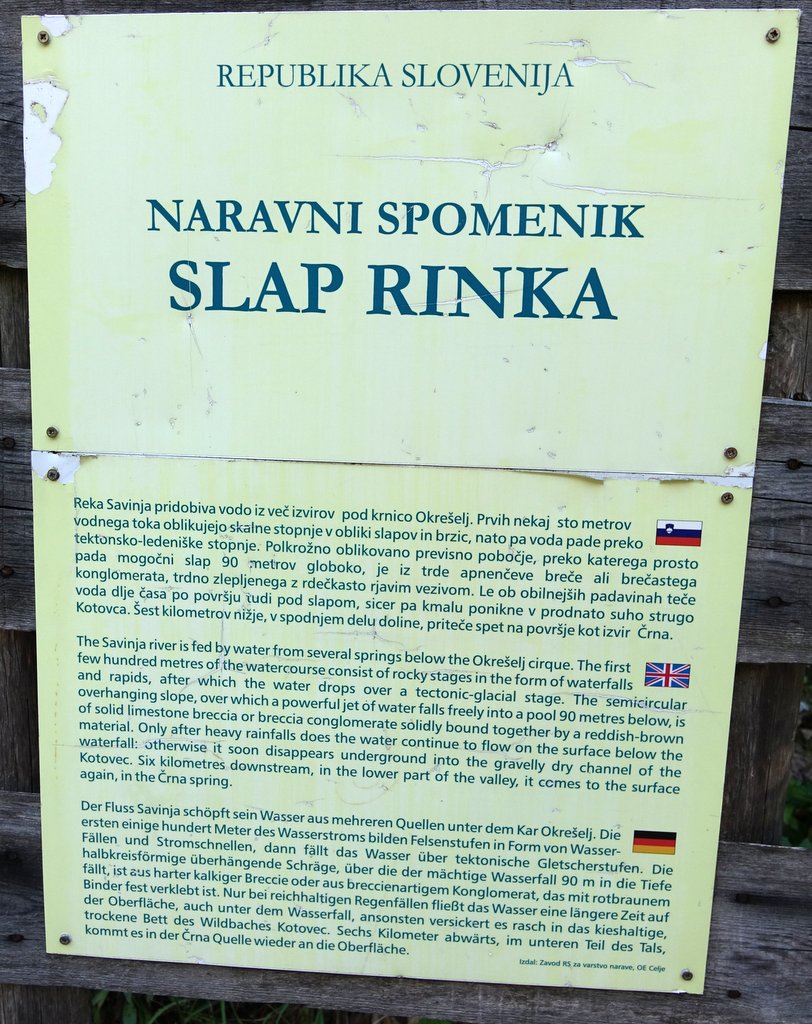 REPUBLIKA SLOVENIJA
NARAVNI SPOMENIK
SLAP RINKA
Reka Savinja pridobiva vodo iz več izvirov pod krnico Okrešelj. Prvih nekaj sto metrov
vodnega toka oblikujejo skalne stopnje v obliki slapov in brzic, nato pa voda pade preko
tektonsko-ledeniške stopnje. Polkrožno oblikovano previsno pobočje, preko katerega prosto
pada mogočni slap 90 metrov globoko, je iz trde apnenčeve breče ali brečastega
konglomerata, trdno zlepljenega z rdečkasto rjavim vezivom. Le ob obilnejših padavinah teče
voda dlje časa po površju tudi pod slapom, sicer pa kmalu ponikne v prodnato suho strugo
Kotovca. Šest kilometrov nižje, v spodnjem delu doline, priteče spet na površje kot izvir Črna.
The Savinja river is fed by water from several springs below the Okrešelj cirque. The first
few hundred metres of the watercourse consist of rocky stages in the form of waterfalls
and rapids, after which the water drops over a tectonic-glacial stage. The semicircular
overhanging slope, over which a powerful jet of water falls freely into a pool 90 metres below, is
of solid limestone breccia or breccia conglomerate solidly bound together by a reddish-brown
material. Only after heavy rainfalls does the water continue to flow on the surface below the
waterfall: otherwise it soon disappears underground into the gravelly dry channel of the
Kotovec. Six kilometres downstream, in the lower part of the valley, it comes to the surface
again, in the Črna spring.
Der Fluss Savinja schöpft sein Wasser aus mehreren Quellen unter dem Kar Okrešelj. Die
ersten einige hundert Meter des Wasserstroms bilden Felsenstufen in Form von Wasser-
Fällen und Stromschnellen, dann fällt das Wasser über tektonische Gletscherstufen. Die
halbkreisförmige überhängende Schräge, über die der mächtige Wasserfall 90 m in die Tiefe
fällt, ist aus harter kalkiger Breccie oder aus breccienartigem Konglomerat, das mit rotbraunem
Binder fest verklebt ist. Nur bei reichhaltigen Regenfällen fließt das Wasser eine längere Zeit auf
der Oberfläche, auch unter dem Wasserfall, ansonsten versickert es rasch in das kieshaltige,
trockene Bett des Wildbaches Kotovec. Sechs Kilometer abwärts, im unteren Teil des Tals,
kommt es in der Črna Quelle wieder an die Oberfläche.
Izdal: Zavod RS za varstvo narave, OE Celje